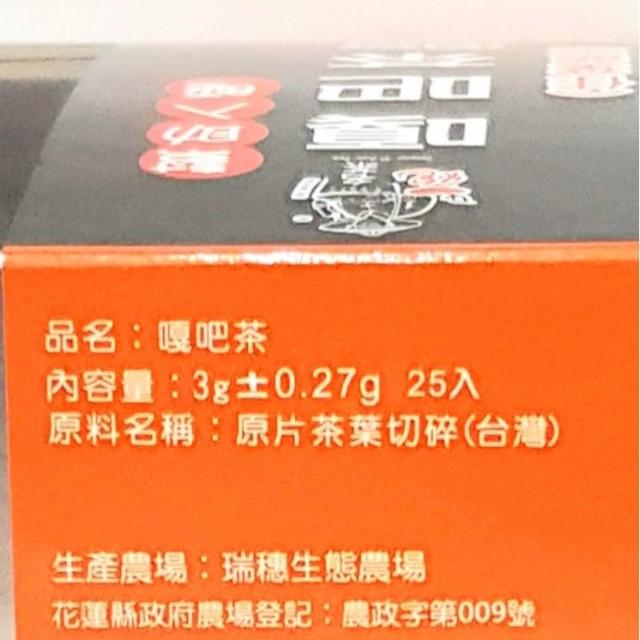 嘎吧
品名：嘎吧茶
內容量：3g±0.27g 25入
原料名稱：原片茶葉切碎(台灣)
生產農場：瑞穗生態農場
花蓮縣政府農場登記：農政字第009號